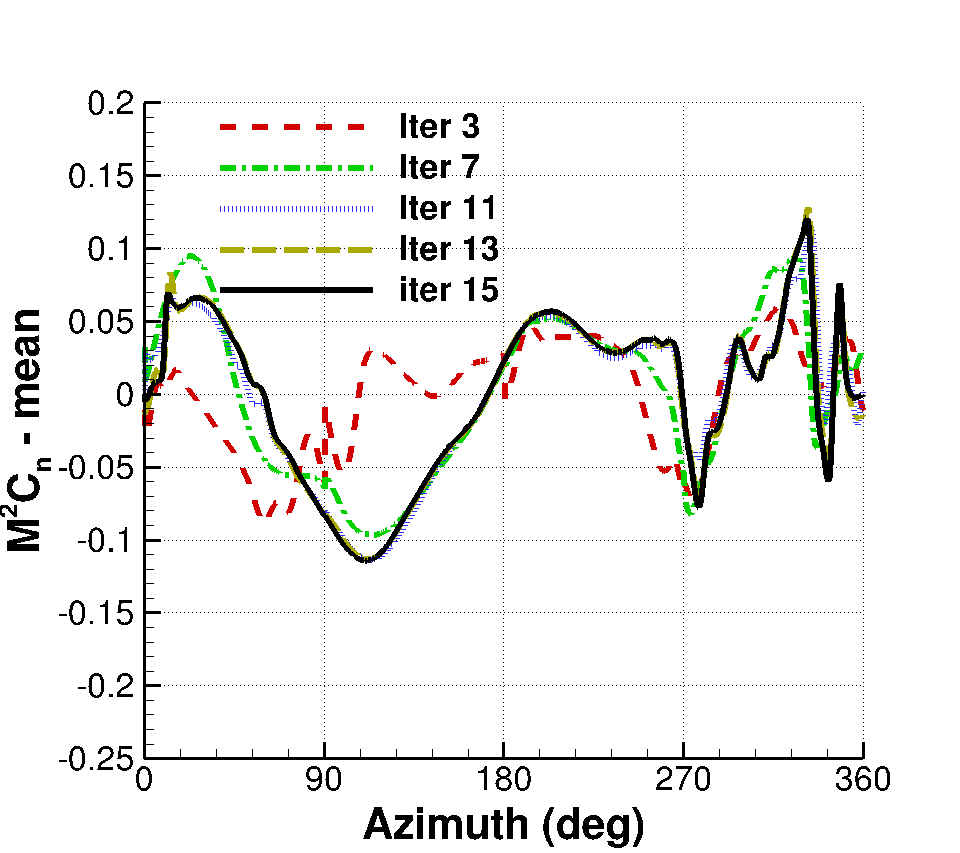 0.2
0.15
0.1
0.05
0
-0.05
-0.1
-0.15
-0.2
-0.25
M²Cn - mean
Iter 3
Iter 7
Iter 11
Iter 13
iter 15
0 90 180 270 360
Azimuth (deg)